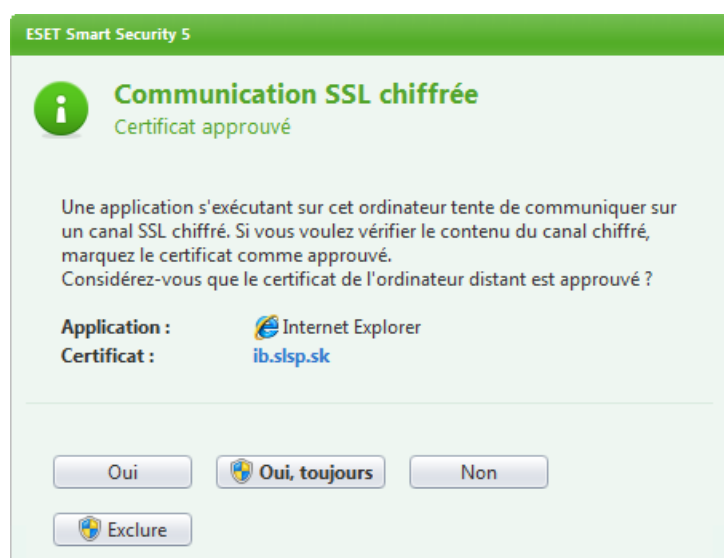 ESET Smart Security 5
Communication SSL chiffrée
Certificat approuvé
Une application s'exécutant sur cet ordinateur tente de communiquer sur
un canal SSL chiffré. Si vous voulez vérifier le contenu du canal chiffré,
marquez le certificat comme approuvé.
Considérez-vous que le certificat de l'ordinateur distant est approuvé ?
Application : Internet Explorer
Certificat : ib.slsp.sk
Oui Oui, toujours Non
Exclure